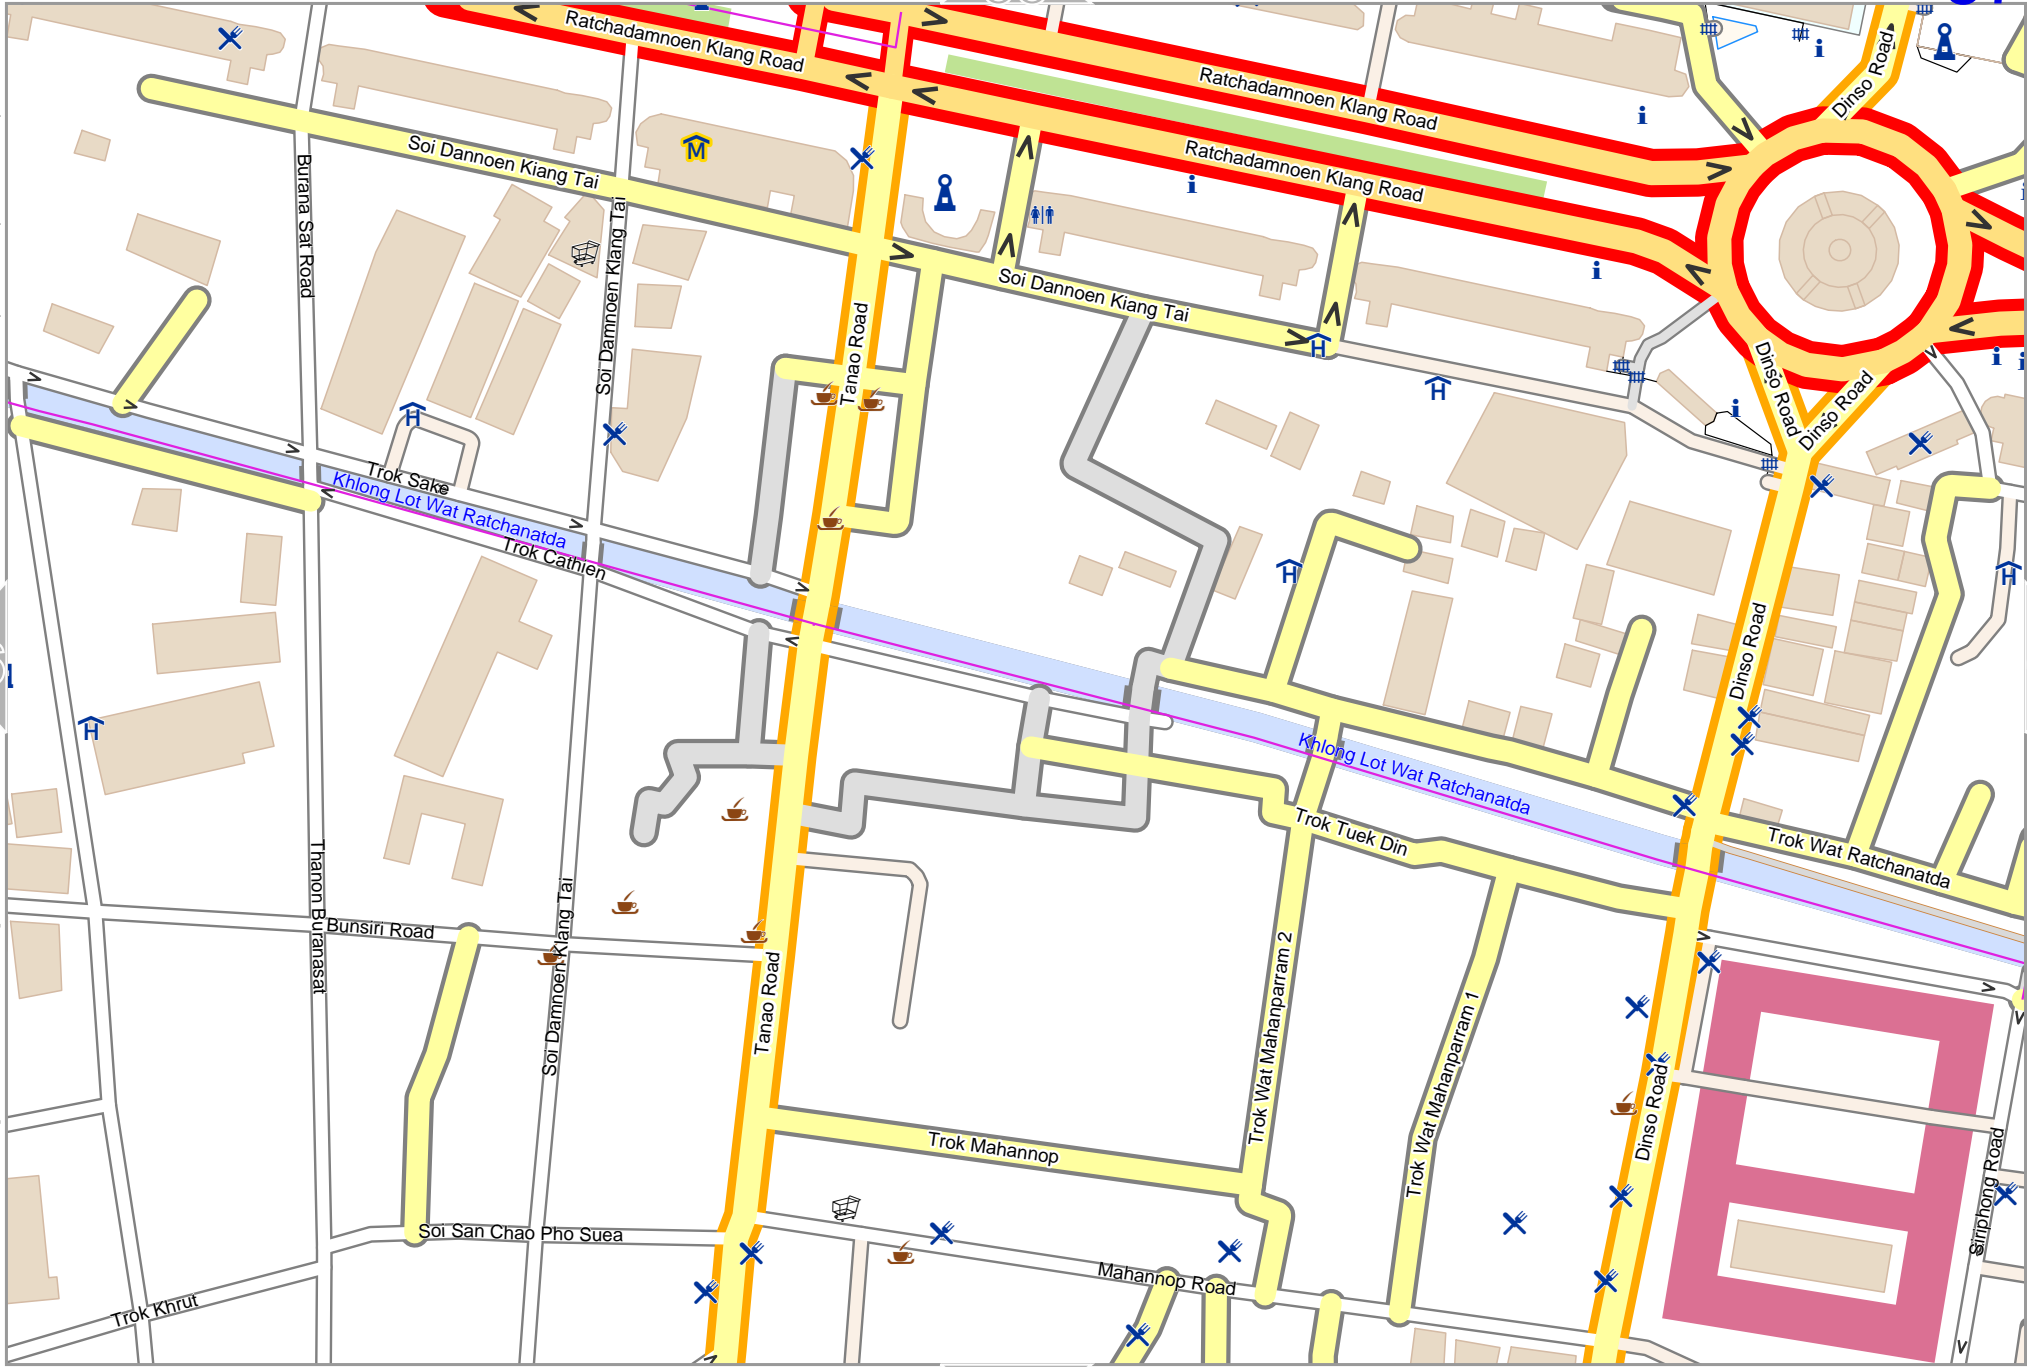 Ratchadamnoen Klang Road
Ratchadamnoen Klang Road
Ratchadamnoen Klang Road
Dinso Road
Soi Dannoen Kiang Tai
M
Burana Sat Road
Soi Damnoen Klang Tai
Soi Dannoen Kiang Tai
Tanao Road
H
Dinso Road
Dinso Road
H
H
Trok Sake
Khlong Lot Wat Ratchanatda
Trok Cathien
H
H
Dinso Road
H
Khlong Lot Wat Ratchanatda
Trok Tuek Din
Trok Wat Ratchanatda
Thanon Buranasat
Bunsiri Road
Soi Damnoen Klang Tai
Tanao Road
Trok Wat Mahanparram 2
Trok Wat Mahanparram 1
Dinso Road
Trok Mahannop
Siriphong Road
Soi San Chao Pho Suea
Mahannop Road
Trok Khrut